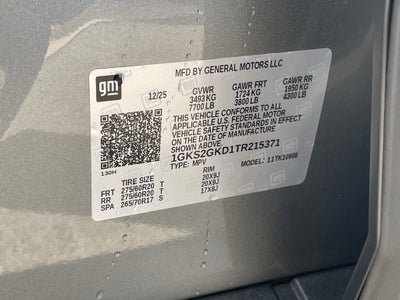 MFD BY GENERAL MOTORS LLC
gm
12/25 GVWR GAWR FRT GAWR RR
3493 KG 1724 KG 1950 KG
7700 LB 3800 LB 4300 LB
THIS VEHICLE CONFORMS TO ALL APPLICABLE
U.S. FEDERAL MOTOR VEHICLE SAFETY STANDARDS IN EFFECT ON THE
DATE OF MANUFACTURE SHOWN ABOVE.
1GKS2GKD1TR215371
TYPE: MPV MODEL: 11TK10906
130H
TIRE SIZE RIM
FRT 275/60R20 T 20X9J
RR 275/60R20 T 20X9J
SPA 265/70R17 S 17X8J